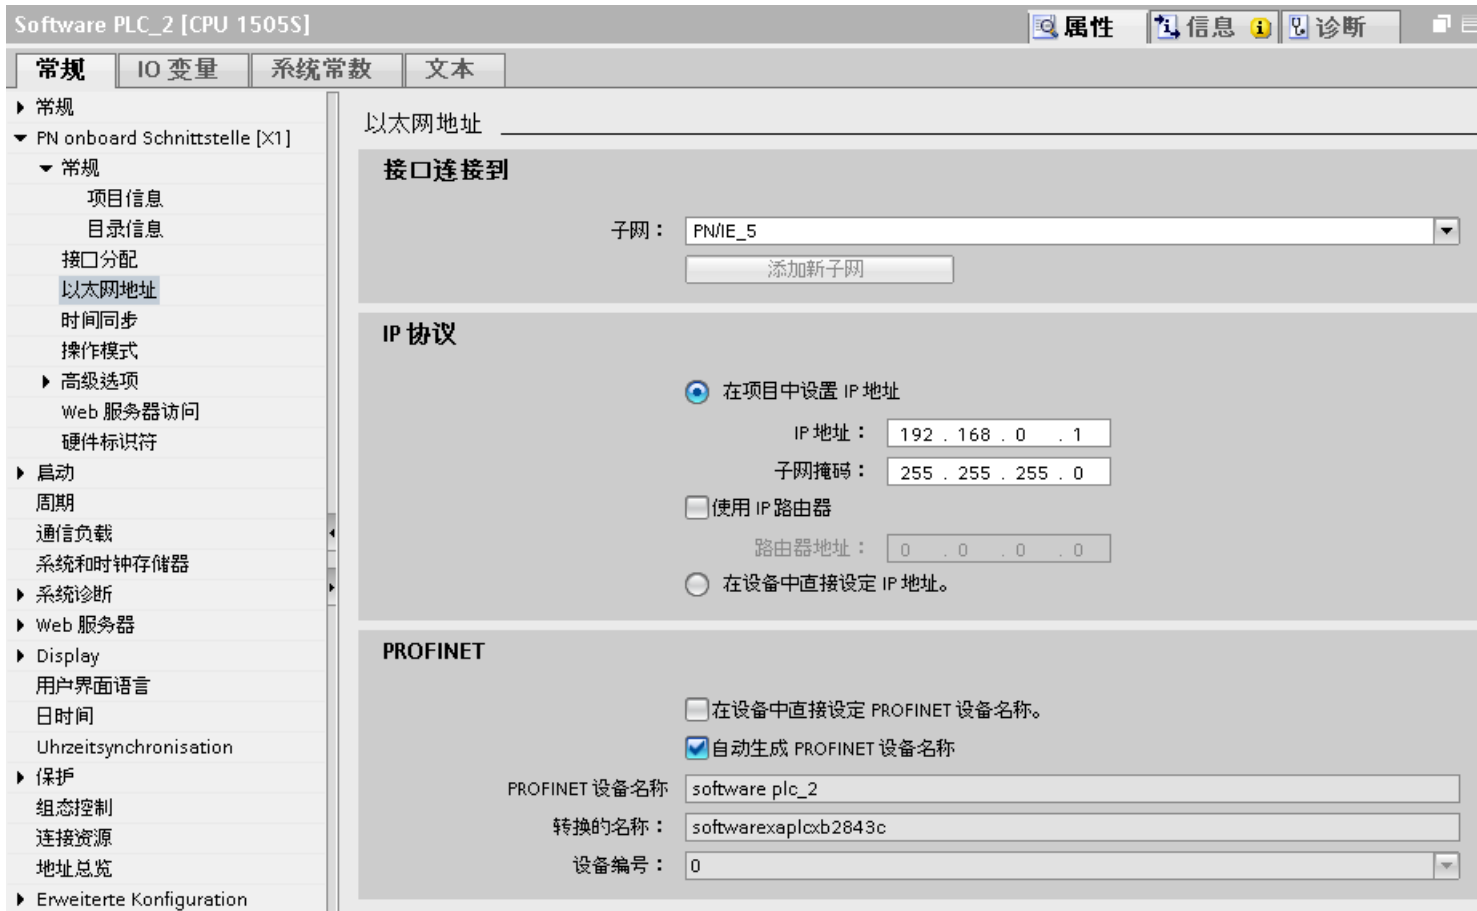 Software PLC_2 [CPU 1505S]
属性 信息 诊断
常规 IO 变量 系统常数 文本
常规
PN onboard Schnittstelle [X1]
常规
项目信息
目录信息
接口分配
以太网地址
时间同步
操作模式
高级选项
Web 服务器访问
硬件标识符
启动
周期
通信负载
系统和时钟存储器
系统诊断
Web 服务器
Display
用户界面语言
日时间
Uhrzeitsynchronisation
保护
组态控制
连接资源
地址总览
Erweiterte Konfiguration
以太网地址
接口连接到
子网： PN/IE_5
添加新子网
IP 协议
在项目中设置 IP 地址
IP 地址： 192 . 168 . 0 . 1
子网掩码： 255 . 255 . 255 . 0
使用 IP 路由器
路由器地址： 0 . 0 . 0 . 0
在设备中直接设定 IP 地址。
PROFINET
在设备中直接设定 PROFINET 设备名称。
自动生成 PROFINET 设备名称
PROFINET 设备名称 software plc_2
转换的名称： softwarexaplcxb2843c
设备编号： 0